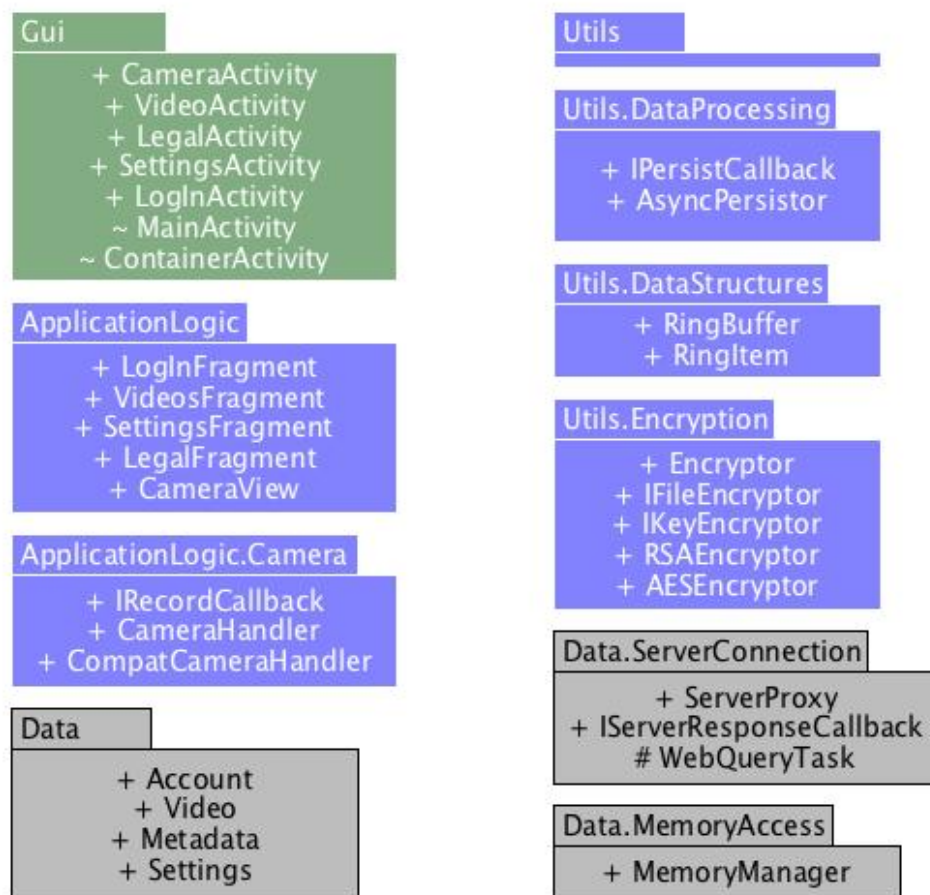 Gui
+ CameraActivity
+ VideoActivity
+ LegalActivity
+ SettingsActivity
+ LogInActivity
~ MainActivity
~ ContainerActivity
ApplicationLogic
+ LogInFragment
+ VideosFragment
+ SettingsFragment
+ LegalFragment
+ CameraView
ApplicationLogic.Camera
+ IRecordCallback
+ CameraHandler
+ CompatCameraHandler
Data
+ Account
+ Video
+ Metadata
+ Settings
Utils
Utils.DataProcessing
+ IPersistCallback
+ AsyncPersistor
Utils.DataStructures
+ RingBuffer
+ RingItem
Utils.Encryption
+ Encryptor
+ IFileEncryptor
+ IKeyEncryptor
+ RSAEncryptor
+ AESEncryptor
Data.ServerConnection
+ ServerProxy
+ IServerResponseCallback
# WebQueryTask
Data.MemoryAccess
+ MemoryManager